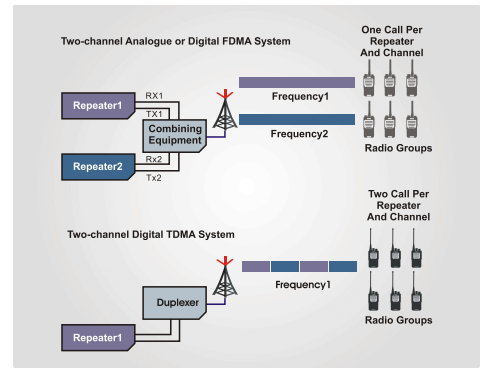 Two-channel Analogue or Digital FDMA System
One Call Per
Repeater
And Channel
Repeater1
RX1
TX1
Combining
Equipment
Frequency1
Frequency2
Repeater2
Rx2
Tx2
Radio Groups
Two-channel Digital TDMA System
Two Call Per
Repeater
And Channel
Duplexer
Frequency1
Repeater1
Radio Groups